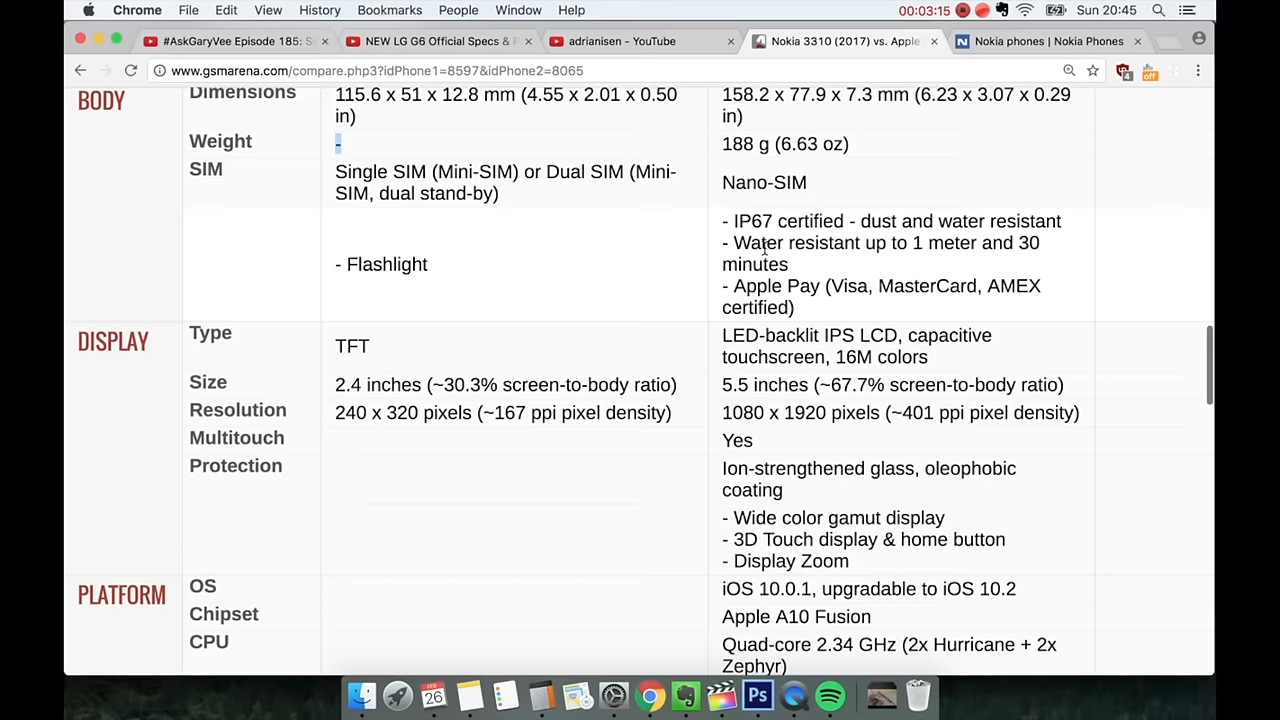 Chrome File Edit View History Bookmarks People Window Help 00:03:15 Sun 20:45
#AskGaryVee Episode 185: S
NEW LG G6 Official Specs & P
adrianisen - YouTube
Nokia 3310 (2017) vs. Apple
Nokia phones | Nokia Phones
www.gsmarena.com/compare.php3?idPhone1=8597&idPhone2=8065
4
off
BODY
Dimensions
115.6 x 51 x 12.8 mm (4.55 x 2.01 x 0.50
in)
158.2 x 77.9 x 7.3 mm (6.23 x 3.07 x 0.29
in)
Weight
-
188 g (6.63 oz)
SIM
Single SIM (Mini-SIM) or Dual SIM (Mini-
SIM, dual stand-by)
Nano-SIM
- Flashlight
- IP67 certified - dust and water resistant
- Water resistant up to 1 meter and 30
minutes
- Apple Pay (Visa, MasterCard, AMEX
certified)
DISPLAY
Type
TFT
LED-backlit IPS LCD, capacitive
touchscreen, 16M colors
Size
2.4 inches (~30.3% screen-to-body ratio)
5.5 inches (~67.7% screen-to-body ratio)
Resolution
240 x 320 pixels (~167 ppi pixel density)
1080 x 1920 pixels (~401 ppi pixel density)
Multitouch
Yes
Protection
Ion-strengthened glass, oleophobic
coating
- Wide color gamut display
- 3D Touch display & home button
- Display Zoom
PLATFORM
OS
iOS 10.0.1, upgradable to iOS 10.2
Chipset
Apple A10 Fusion
CPU
Quad-core 2.34 GHz (2x Hurricane + 2x
Zephyr)
FEB
26
Ps